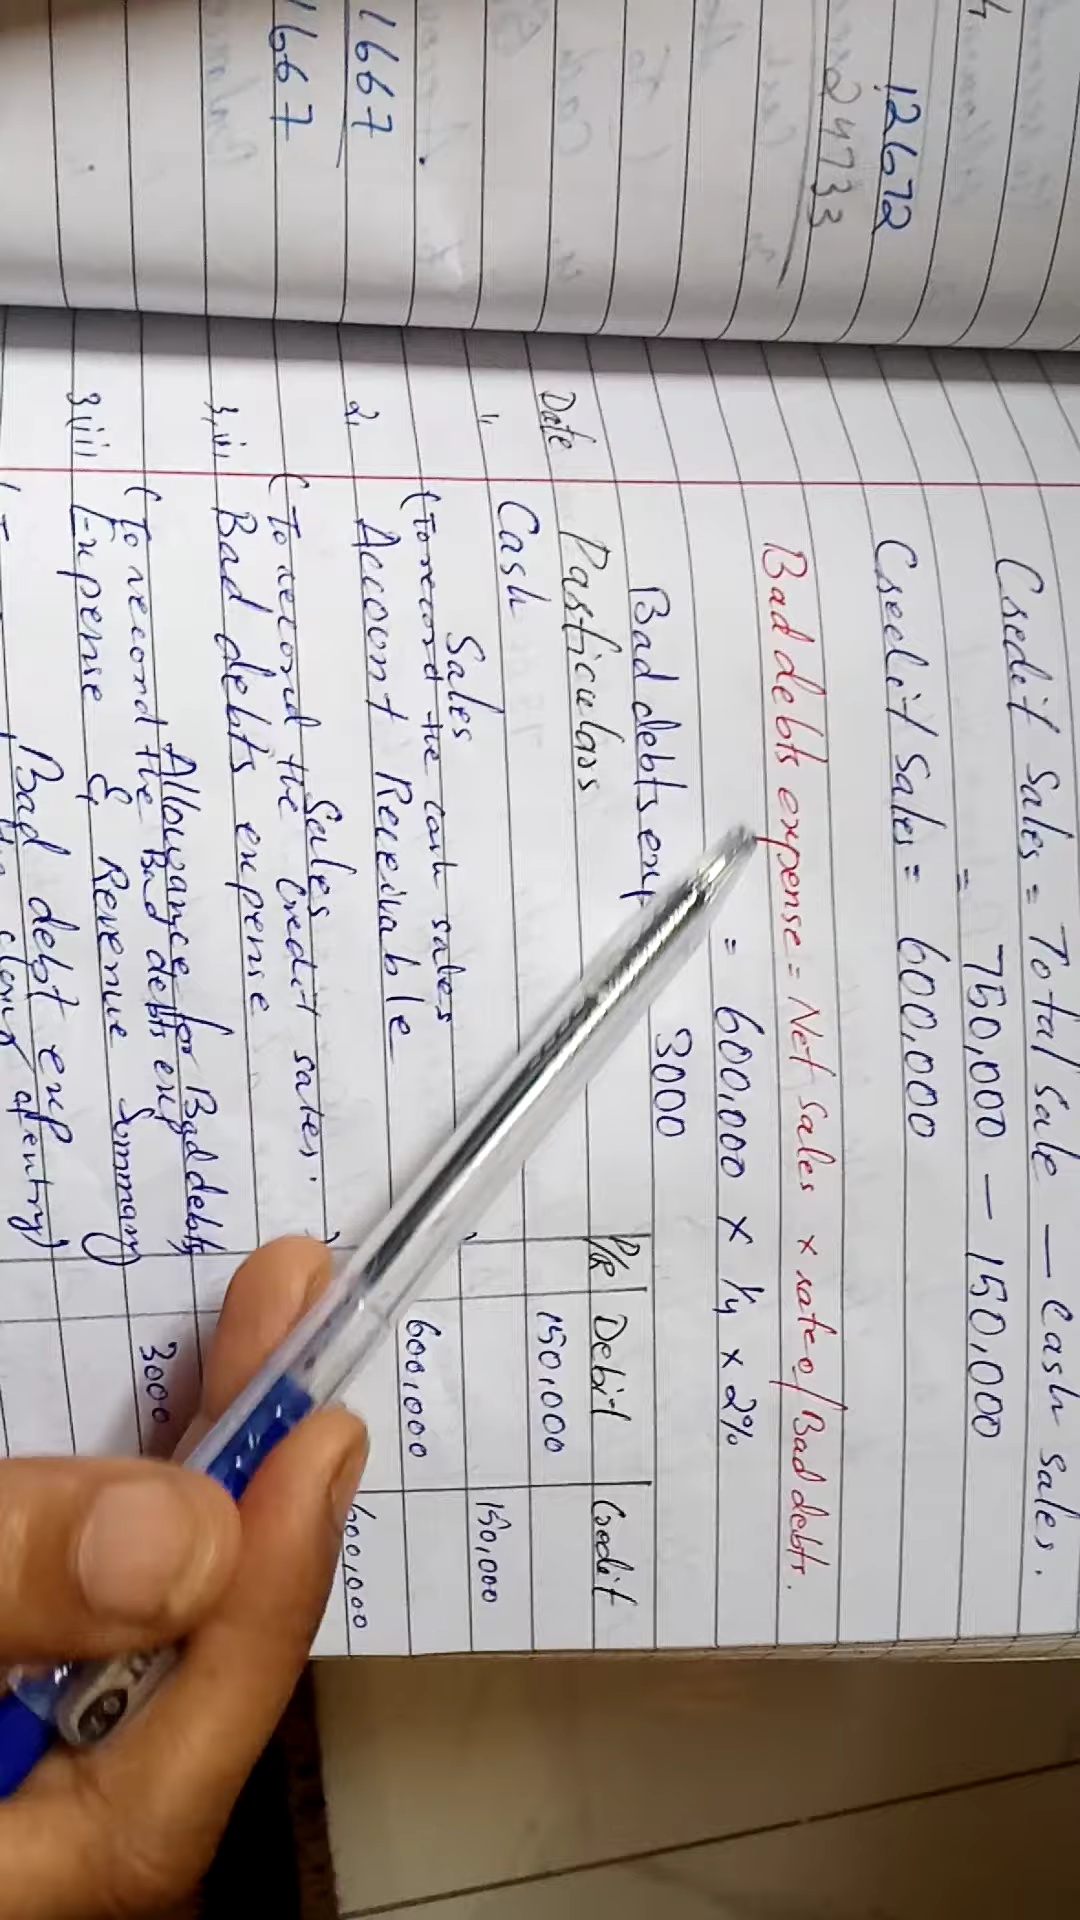 12672
24733
1667
1667
Credit Sales = Total Sale — Cash Sales.
= 750,000 — 150,000
Credit Sales = 600,000
Bad debts expense = Net Sales × rate of Bad debts.
= 600,000 × 1/4 × 2%
Bad debts exp 3000
Date Particulars P/R Debit Credit
1, Cash 150,000
Sales 150,000
(To record the cash sales)
2, Account Receivable 600,000
Sales 600,000
(To record the Credit sales.)
Bad debts expense 3000
Allowance for Bad debts
(To record the Bad debts exp
3,iii) Expense & Revenue Summary
Bad debt exp
closing of entry)